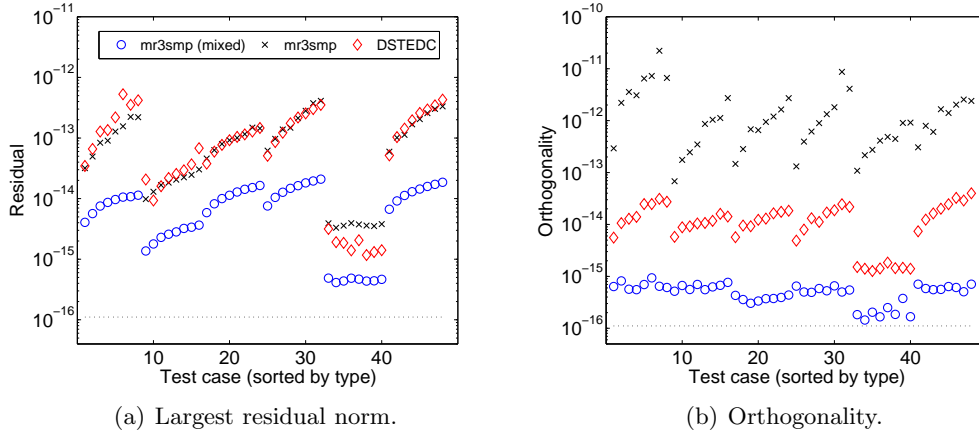 10^-11
10^-12
10^-13
10^-14
10^-15
10^-16
Residual
mr3smp (mixed) mr3smp DSTEDC
10 20 30 40
Test case (sorted by type)
(a) Largest residual norm.
10^-10
10^-11
10^-12
10^-13
10^-14
10^-15
10^-16
Orthogonality
10 20 30 40
Test case (sorted by type)
(b) Orthogonality.